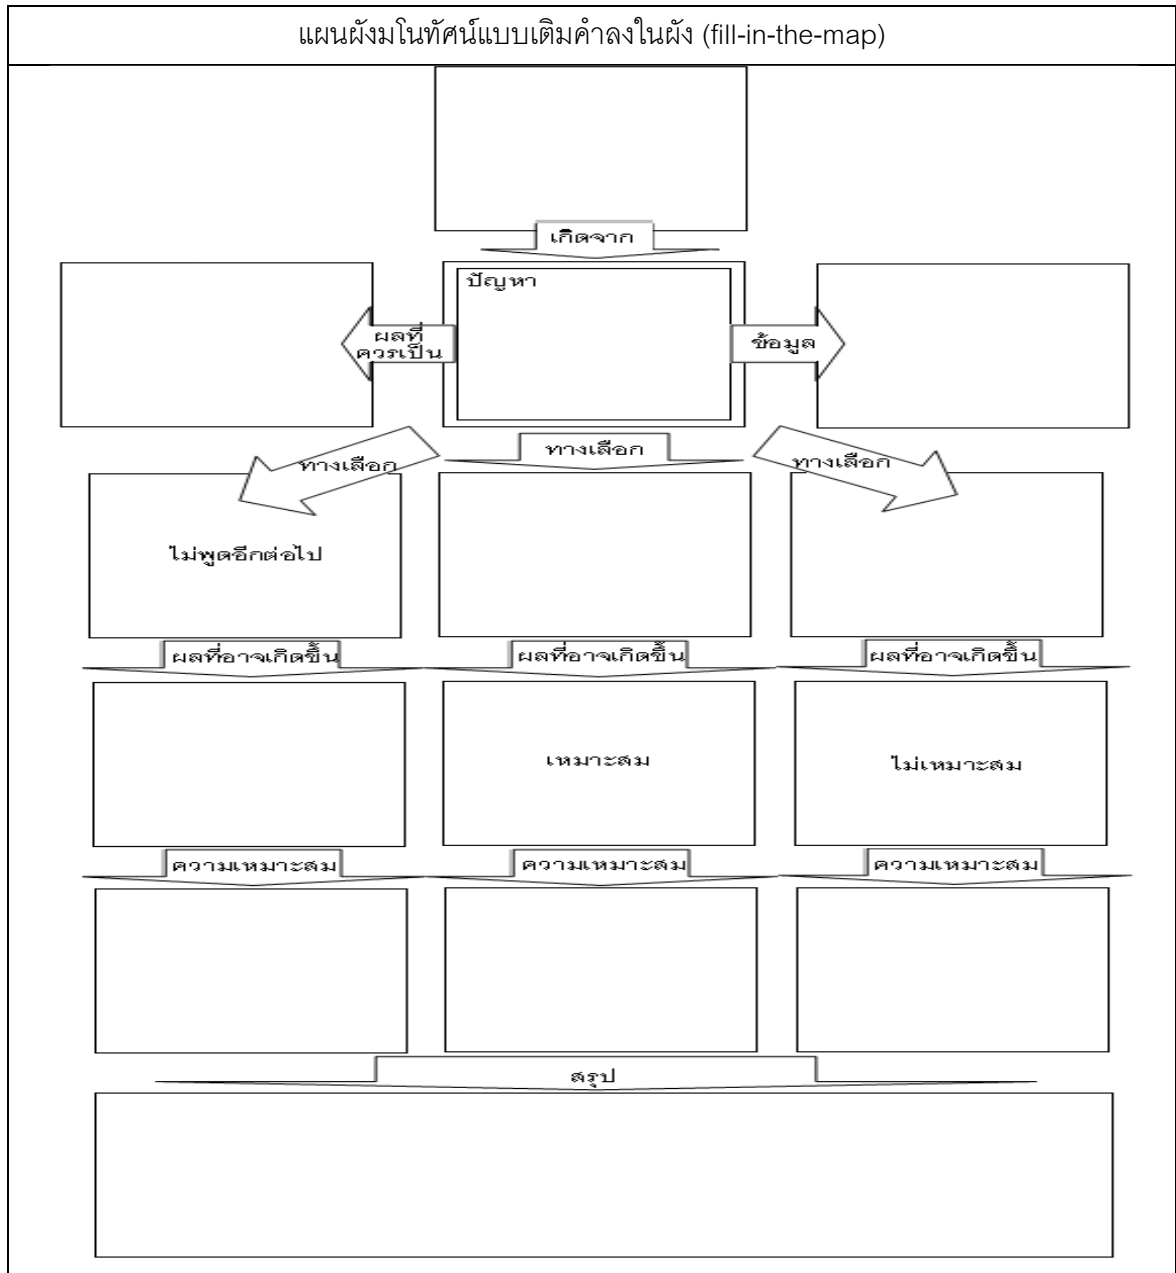 แผนผังมโนทัศน์แบบเติมคำลงในผัง (fill-in-the-map)
เกิดจาก
ปัญหา
ผลที่
ควรเป็น
ข้อมูล
ทางเลือก
ทางเลือก
ทางเลือก
ไม่พูดอีกต่อไป
ผลที่อาจเกิดขึ้น
ผลที่อาจเกิดขึ้น
ผลที่อาจเกิดขึ้น
เหมาะสม
ไม่เหมาะสม
ความเหมาะสม
ความเหมาะสม
ความเหมาะสม
สรุป